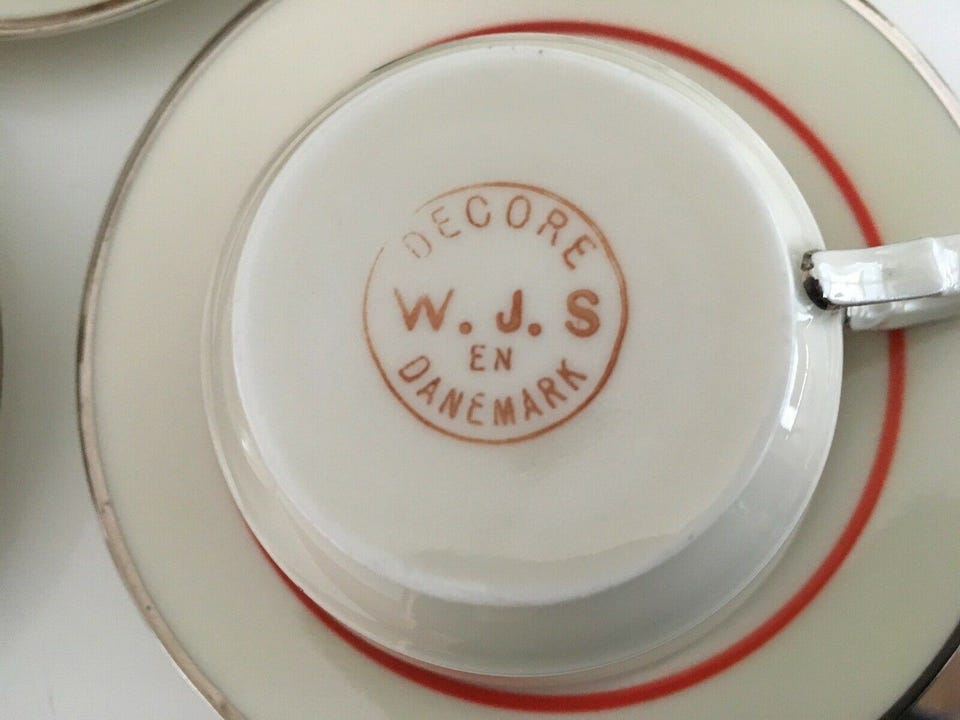 DECORE
W. J. S
EN
DANEMARK